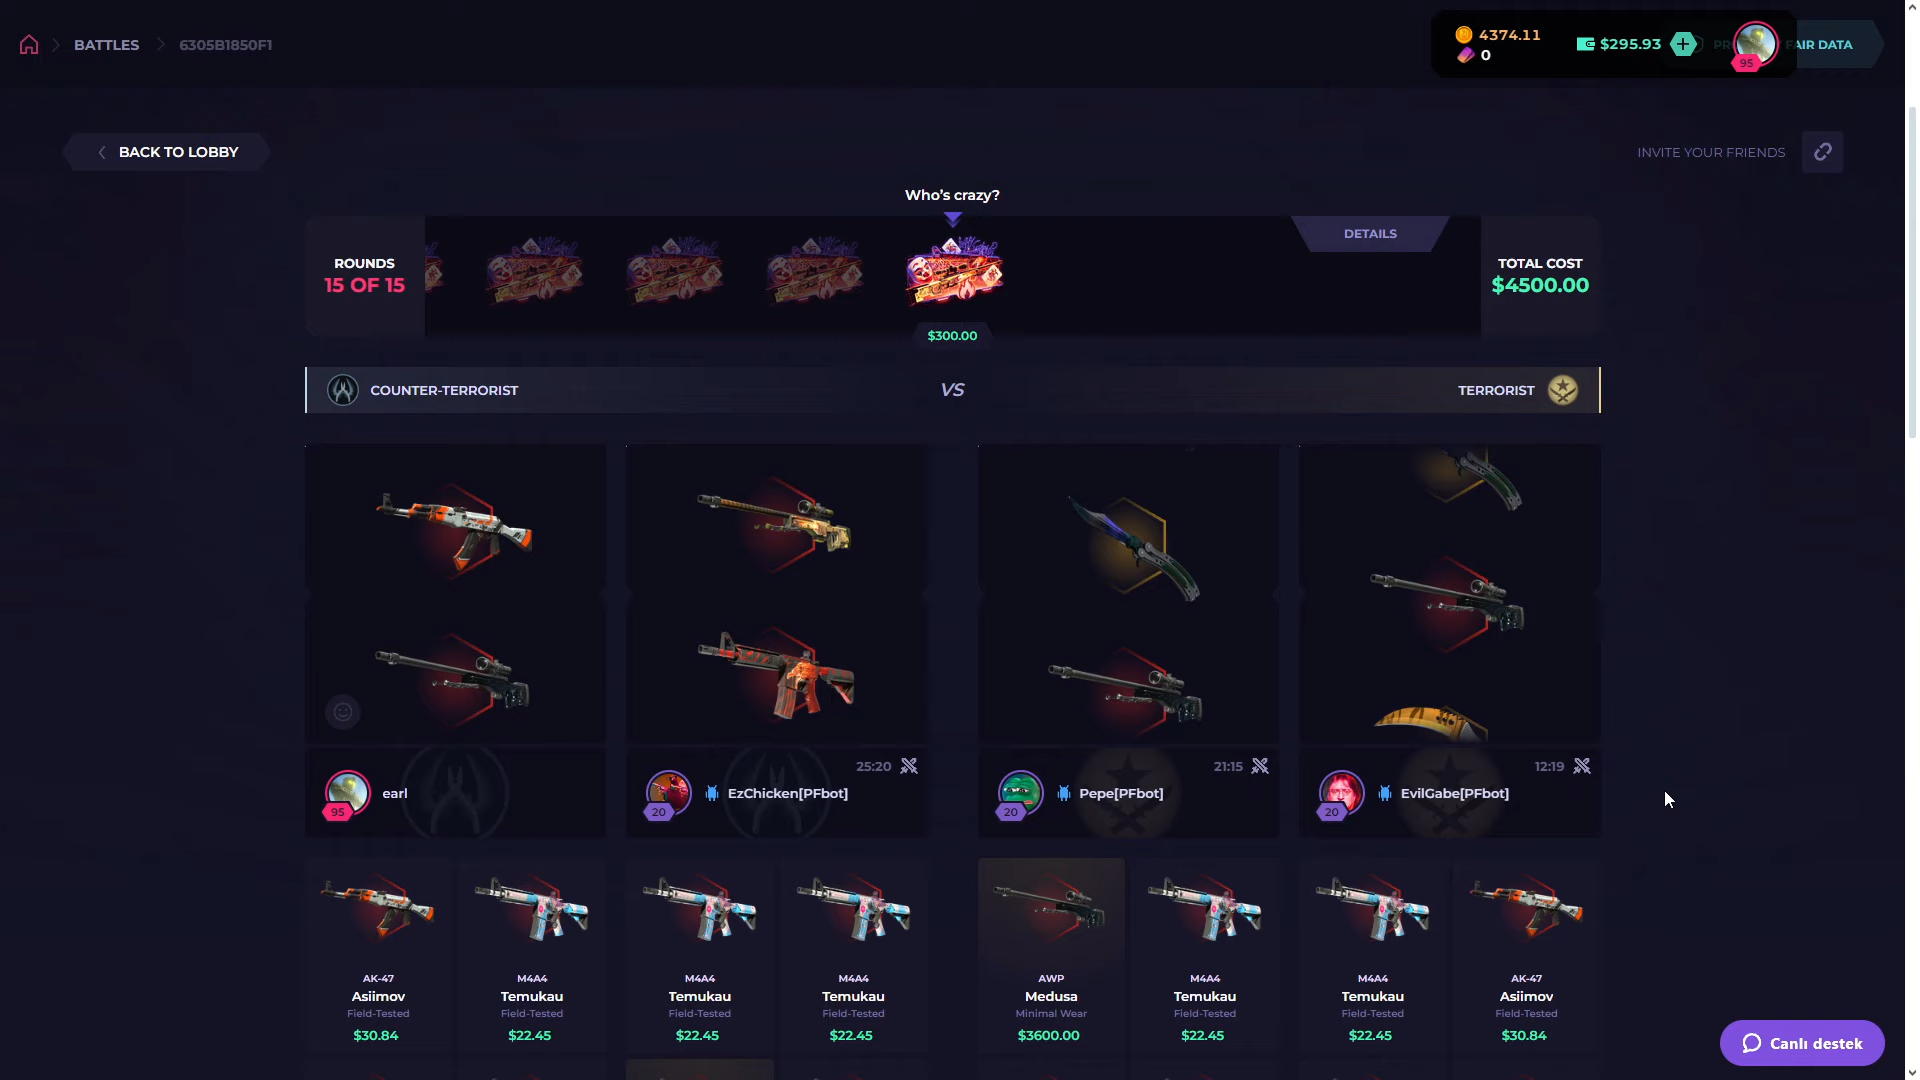 BATTLES
6305B1850F1
4374.11
0
$295.93
95
AIR DATA
BACK TO LOBBY
INVITE YOUR FRIENDS
Who's crazy?
ROUNDS
15 OF 15
DETAILS
TOTAL COST
$4500.00
$300.00
COUNTER-TERRORIST
VS
TERRORIST
95
earl
25:20
20
EzChicken[PFbot]
21:15
20
Pepe[PFbot]
12:19
20
EvilGabe[PFbot]
AK-47
Asiimov
Field-Tested
$30.84
M4A4
Temukau
Field-Tested
$22.45
M4A4
Temukau
Field-Tested
$22.45
M4A4
Temukau
Field-Tested
$22.45
AWP
Medusa
Minimal Wear
$3600.00
M4A4
Temukau
Field-Tested
$22.45
M4A4
Temukau
Field-Tested
$22.45
AK-47
Asiimov
Field-Tested
$30.84
Canlı destek